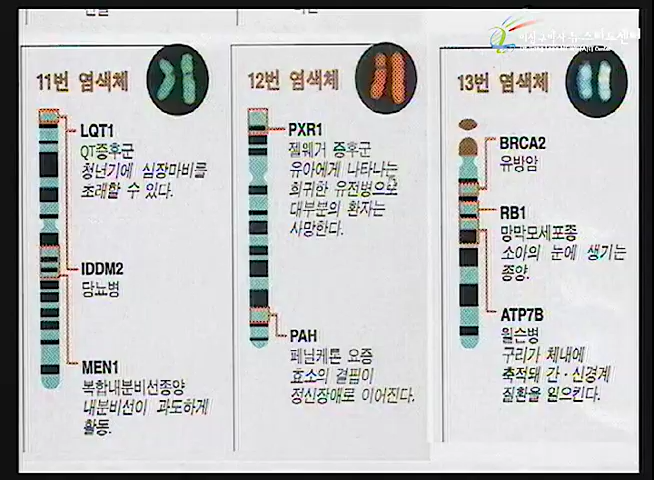 11번 염색체
LQT1
QT증후군
청년기에 심장마비를
초래할 수 있다.
IDDM2
당뇨병
MEN1
복합내분비선종양
내분비선이 과도하게
활동.
12번 염색체
PXR1
젤웨거 증후군
유아에게 나타나는
희귀한 유전병으로
대부분의 환자는
사망한다.
PAH
페닐케톤 요증
효소의 결핍이
정신장애로 이어진다.
13번 염색체
BRCA2
유방암
RB1
망막모세포종
소아의 눈에 생기는
종양.
ATP7B
윌슨병
구리가 체내에
축적돼 간·신경계
질환을 일으킨다.